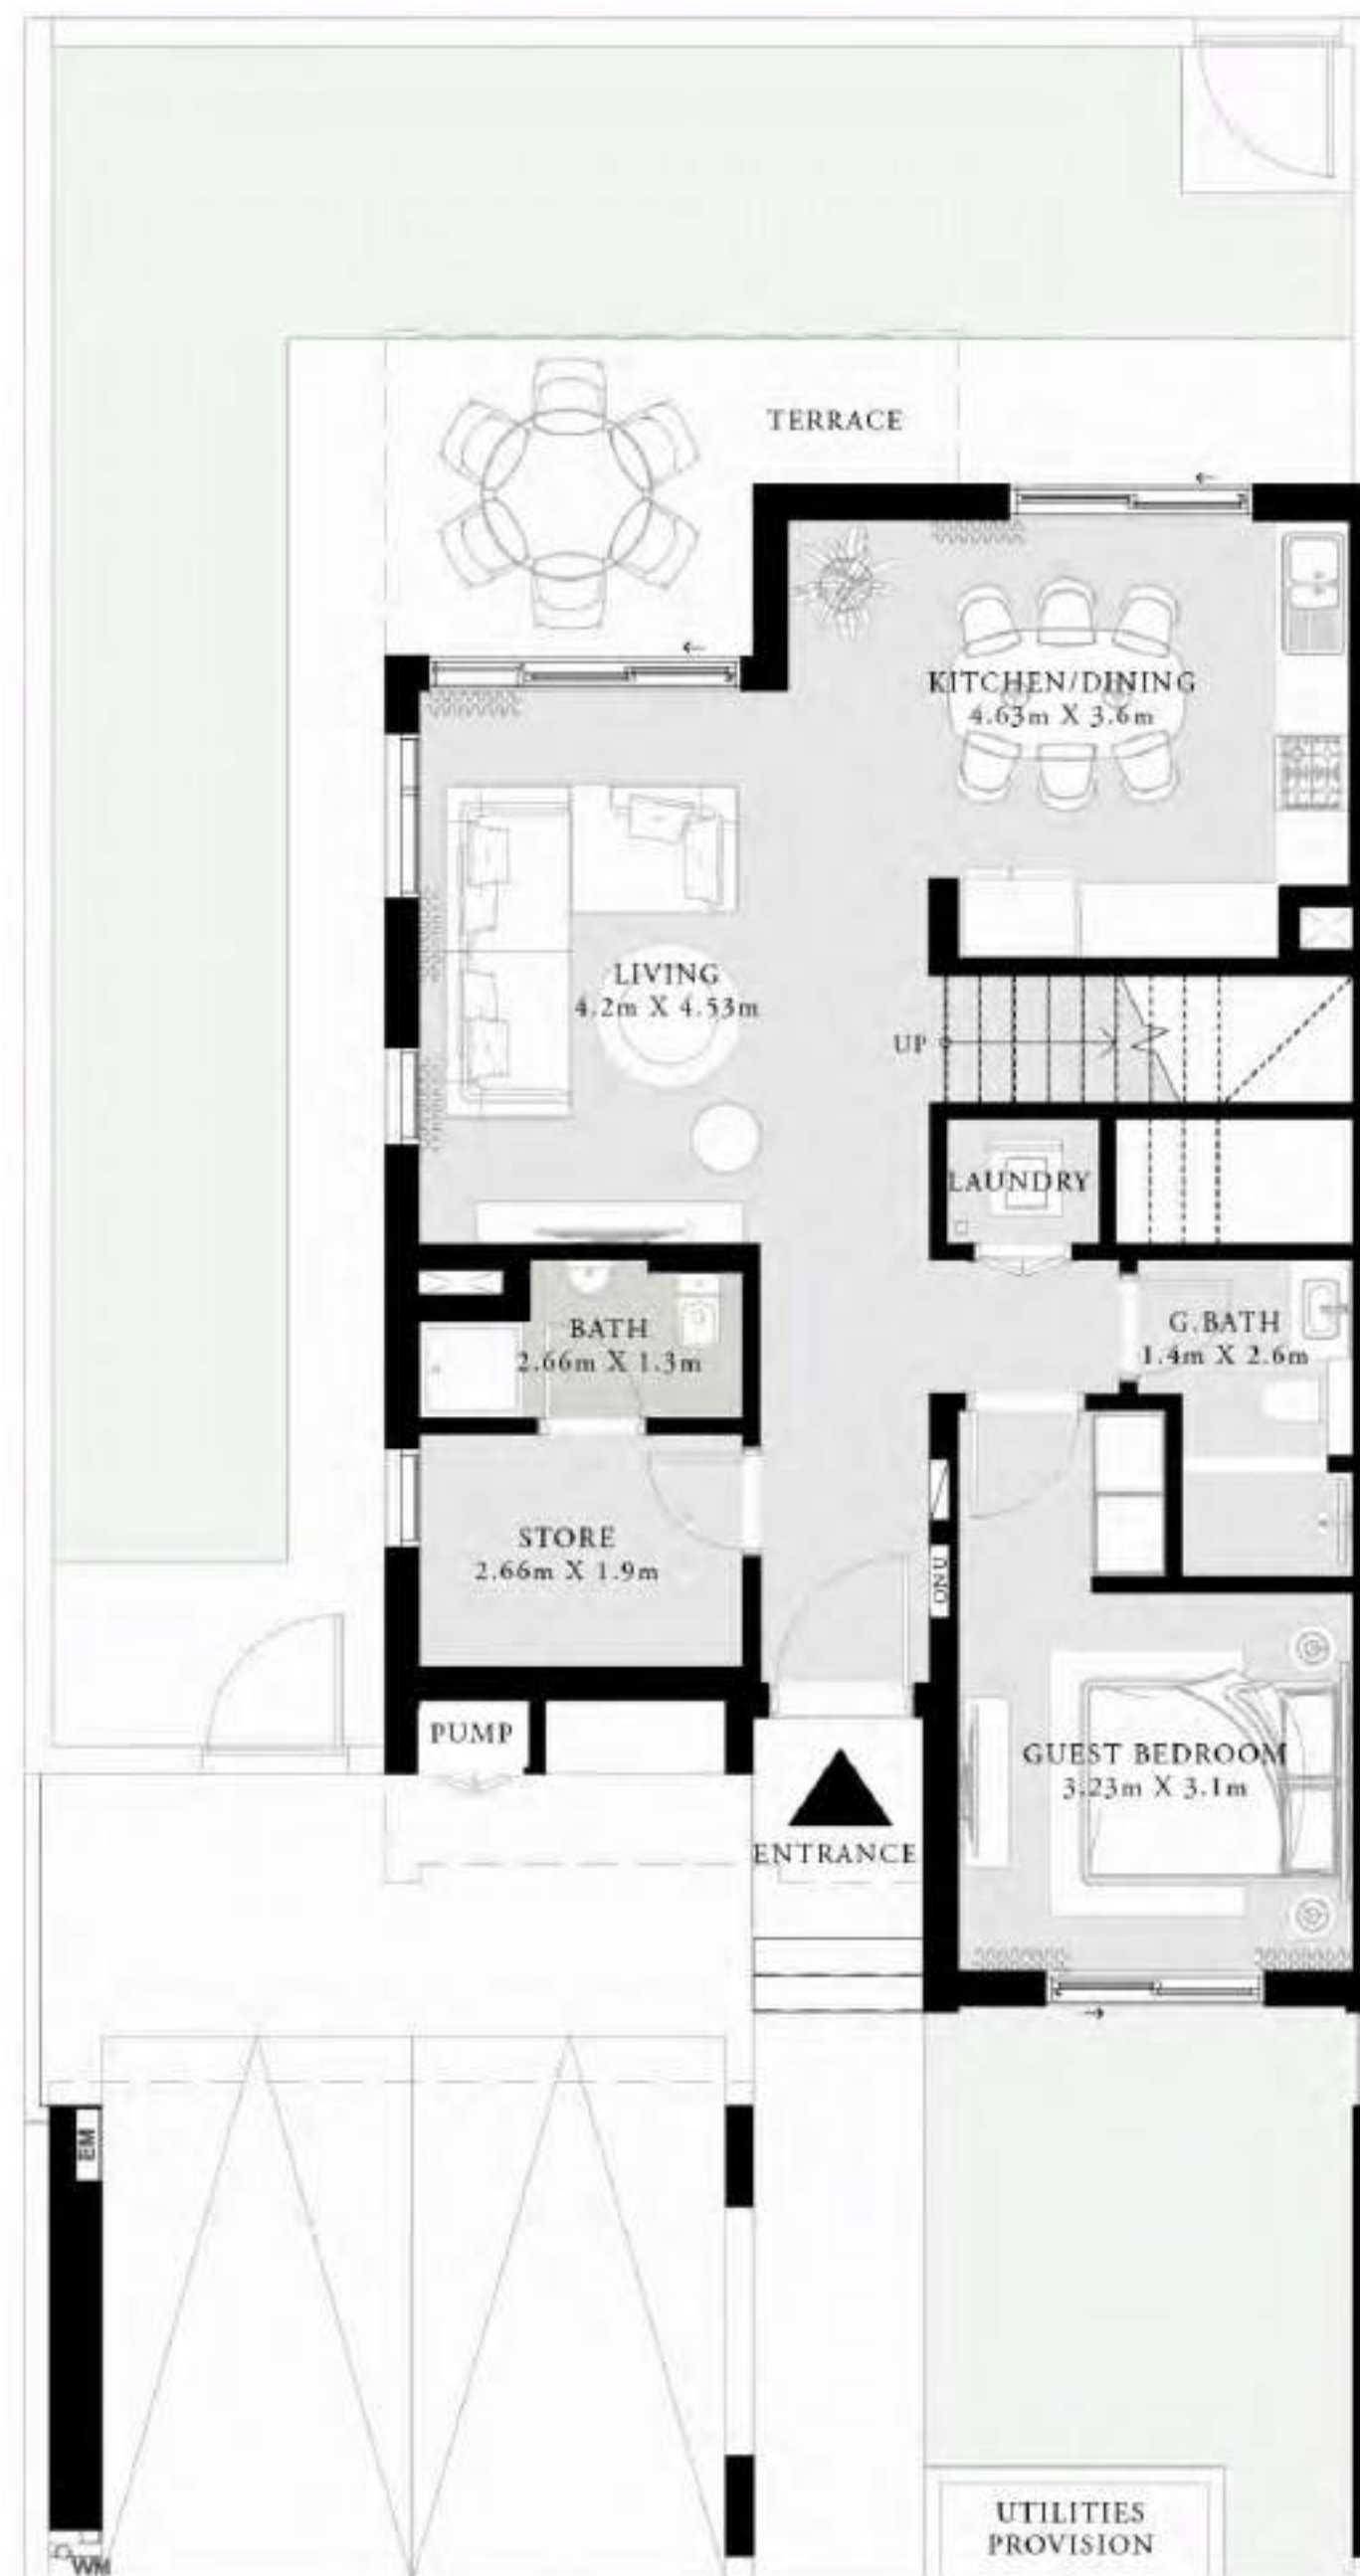 TERRACE
KITCHEN/DINING
4.63m X 3.6m
LIVING
4.2m X 4.53m
UP
LAUNDRY
BATH
2.66m X 1.3m
G.BATH
1.4m X 2.6m
STORE
2.66m X 1.9m
ONU
PUMP
GUEST BEDROOM
3.23m X 3.1m
ENTRANCE
EM
UTILITIES
PROVISION
WM